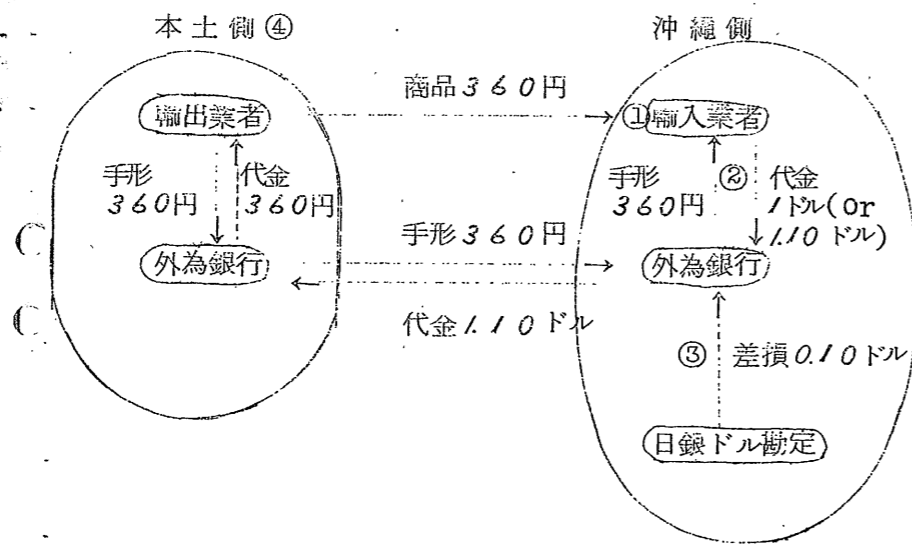 本土側④
沖縄側
商品360円
輸出業者
①輸入業者
手形
360円
代金
360円
手形
360円
②
代金
1ドル(or
1.10ドル)
手形360円
外為銀行
外為銀行
代金1.10ドル
③
差損0.10ドル
日銀ドル勘定